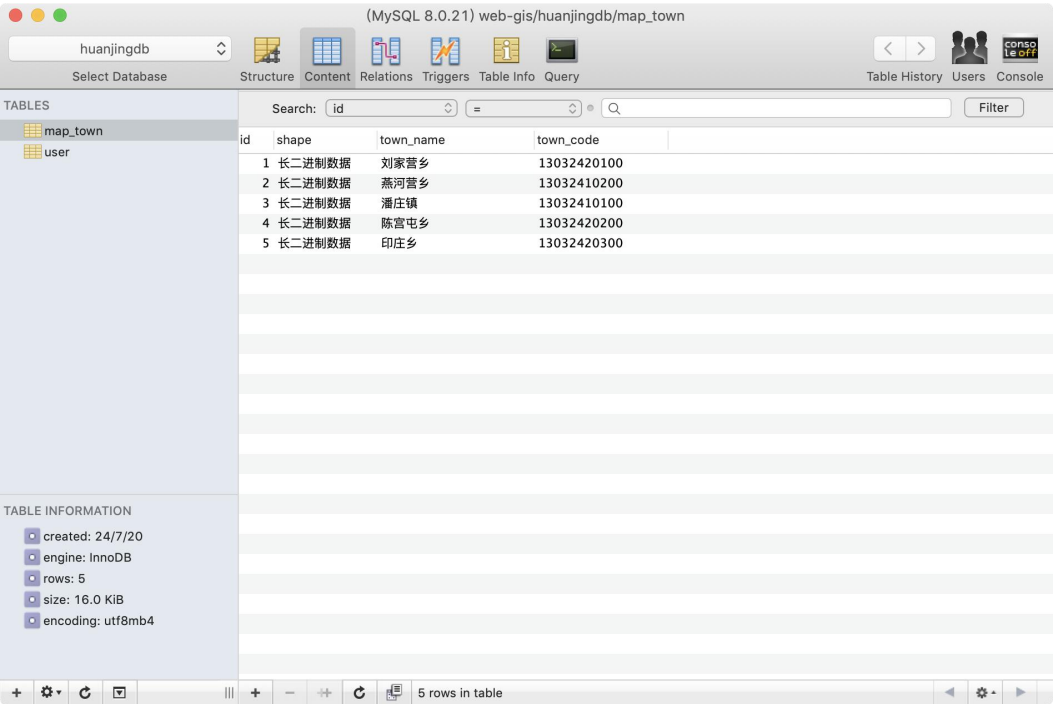 (MySQL 8.0.21) web-gis/huanjingdb/map_town
huanjingdb
Select Database
Structure Content Relations Triggers Table Info Query
Table History Users Console
conso
le off
TABLES
map_town
user
Search: id = Filter
id shape town_name town_code
1 长二进制数据 刘家营乡 13032420100
2 长二进制数据 燕河营乡 13032410200
3 长二进制数据 潘庄镇 13032410100
4 长二进制数据 陈宫屯乡 13032420200
5 长二进制数据 印庄乡 13032420300
TABLE INFORMATION
created: 24/7/20
engine: InnoDB
rows: 5
size: 16.0 KiB
encoding: utf8mb4
5 rows in table